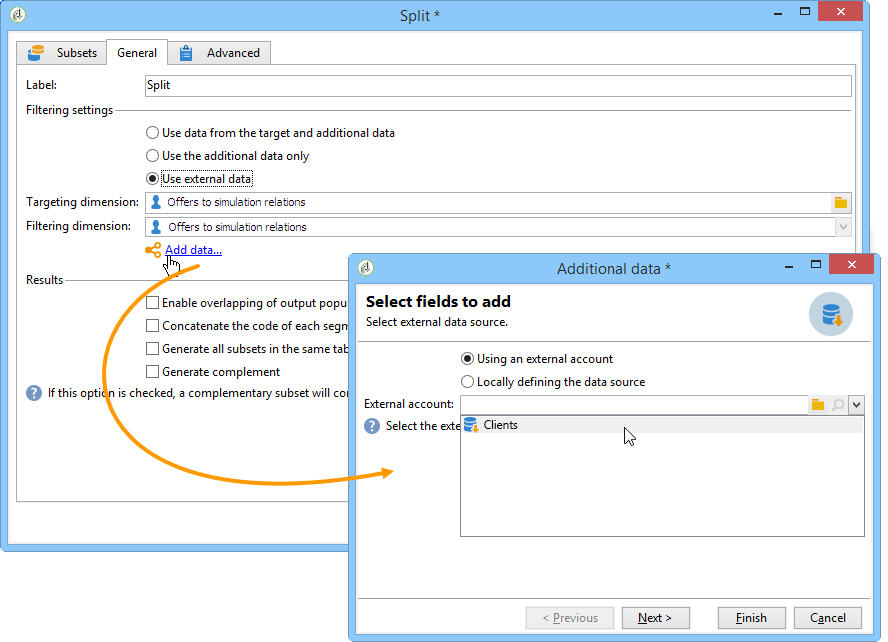 Split *
Subsets General Advanced
Label: Split
Filtering settings
Use data from the target and additional data
Use the additional data only
Use external data
Targeting dimension: Offers to simulation relations
Filtering dimension: Offers to simulation relations
Add data...
Results
Enable overlapping of output popu
Concatenate the code of each segm
Generate all subsets in the same tab
Generate complement
? If this option is checked, a complementary subset will con
Additional data *
Select fields to add
Select external data source.
Using an external account
Locally defining the data source
External account:
? Select the exte
Clients
< Previous Next > Finish Cancel